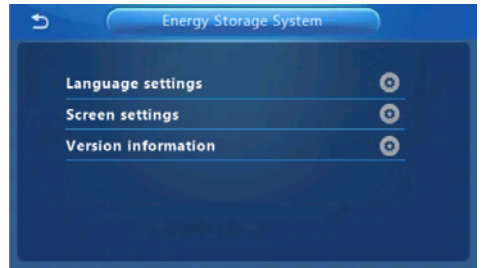 Energy Storage System
Language settings
Screen settings
Version information